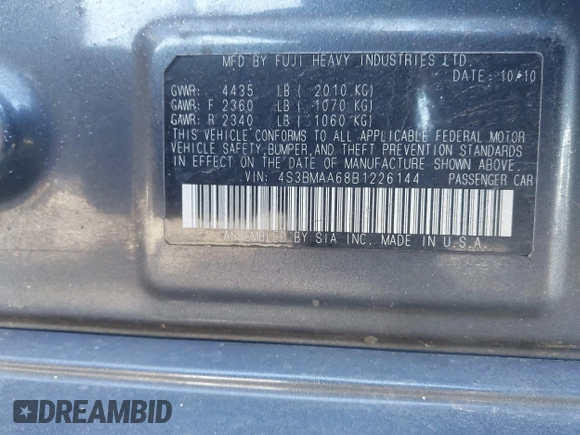 MFD BY FUJI HEAVY INDUSTRIES LTD.
DATE: 10/10
GVWR: 4435 LB ( 2010 KG)
GAWR: F 2360 LB ( 1070 KG)
GAWR: R 2340 LB ( 1060 KG)
THIS VEHICLE CONFORMS TO ALL APPLICABLE FEDERAL MOTOR
VEHICLE SAFETY, BUMPER, AND THEFT PREVENTION STANDARDS
IN EFFECT ON THE DATE OF MANUFACTURE SHOWN ABOVE.
VIN: 4S3BMAA68B1226144 PASSENGER CAR
ASSEMBLED BY SIA INC. MADE IN U.S.A.
DREAMBID